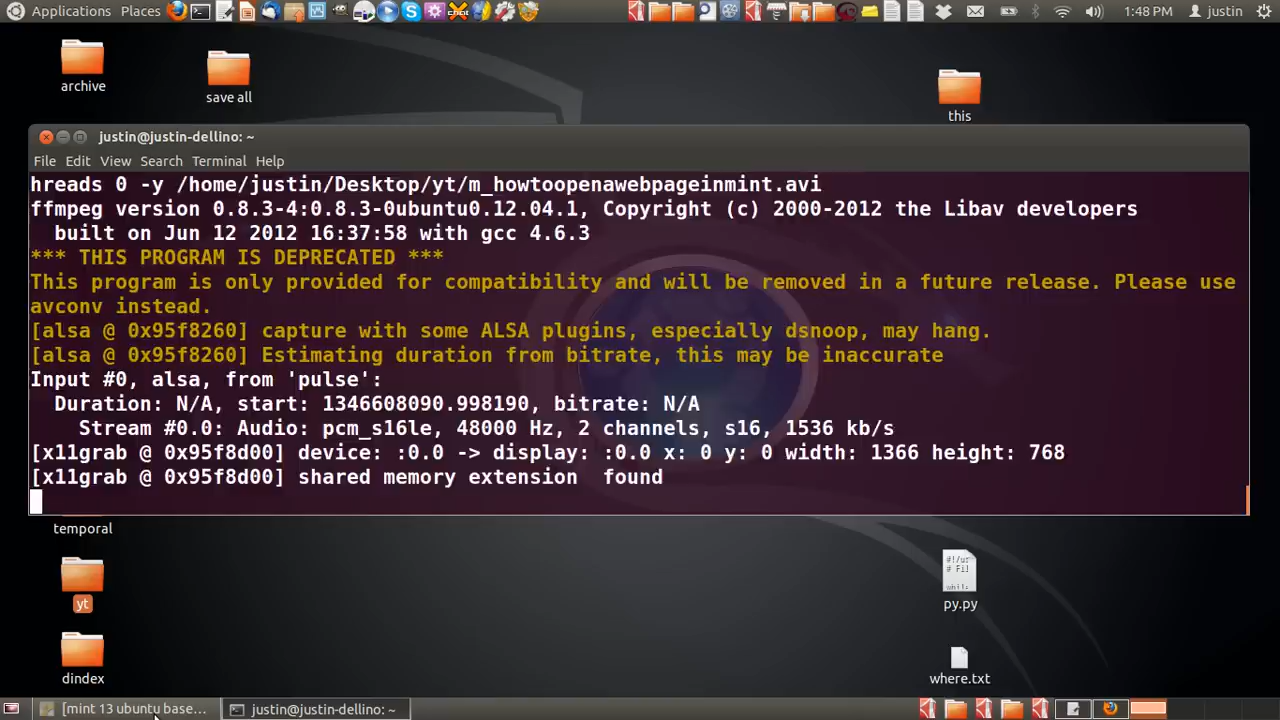 Applications Places 1:48 PM justin
archive
save all
this
justin@justin-dellino: ~
File Edit View Search Terminal Help
hreads 0 -y /home/justin/Desktop/yt/m_howtoopenawebpageinmint.avi
ffmpeg version 0.8.3-4:0.8.3-0ubuntu0.12.04.1, Copyright (c) 2000-2012 the Libav developers
built on Jun 12 2012 16:37:58 with gcc 4.6.3
*** THIS PROGRAM IS DEPRECATED ***
This program is only provided for compatibility and will be removed in a future release. Please use
avconv instead.
[alsa @ 0x95f8260] capture with some ALSA plugins, especially dsnoop, may hang.
[alsa @ 0x95f8260] Estimating duration from bitrate, this may be inaccurate
Input #0, alsa, from 'pulse':
Duration: N/A, start: 1346608090.998190, bitrate: N/A
Stream #0.0: Audio: pcm_s16le, 48000 Hz, 2 channels, s16, 1536 kb/s
[x11grab @ 0x95f8d00] device: :0.0 -> display: :0.0 x: 0 y: 0 width: 1366 height: 768
[x11grab @ 0x95f8d00] shared memory extension found
temporal
yt
py.py
dindex
where.txt
[mint 13 ubuntu base... justin@justin-dellino: ~